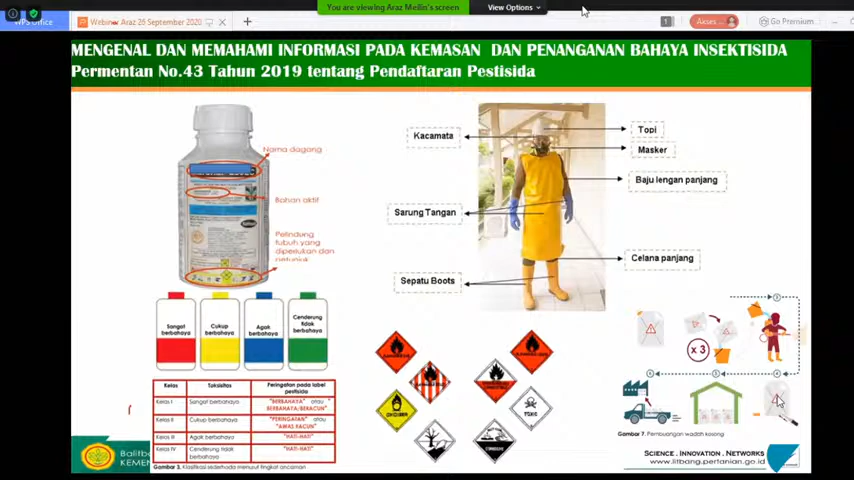 You are viewing Araz Meilin's screen
View Options
WPS Office
Webinar Araz 26 September 2020
1
Akses
Go Premium
MENGENAL DAN MEMAHAMI INFORMASI PADA KEMASAN DAN PENANGANAN BAHAYA INSEKTISIDA
Permentan No.43 Tahun 2019 tentang Pendaftaran Pestisida
Nama dagang
Bahan aktif
Pelindung
tubuh yang
diperlukan dan
petunjuk
Kacamata
Topi
Masker
Baju lengan panjang
Sarung Tangan
Celana panjang
Sepatu Boots
Sangat
berbahaya
Cukup
berbahaya
Agak
berbahaya
Cenderung
tidak
berbahaya
Kelas
Toksisitas
Peringatan pada label
pestisida
Kelas I
Sangat berbahaya
"BERBAHAYA" atau
BERBAHAYA/BERACUN
Kelas II
Cukup berbahaya
"PERINGATAN" atau
"AWAS RACUN"
Kelas III
Agak berbahaya
"HATI-HATI"
Kelas IV
Cenderung tidak
berbahaya
"HATI-HATI"
Gambar 3. Klasifikasi sederhada menurut tingkat ancaman
TOXIC
x 3
Gambar 7. Pembuangan wadah kosong
Balitba
KEMEN
SCIENCE . INNOVATION . NETWORKS
www.litbang.pertanian.go.id